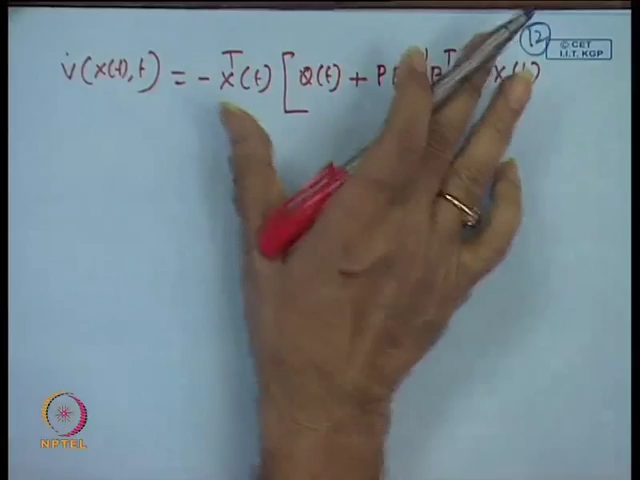 12
© CET
I.I.T. KGP
V̇(x(t),t) = - xᵀ(t) [ Q(t) + P
NPTEL